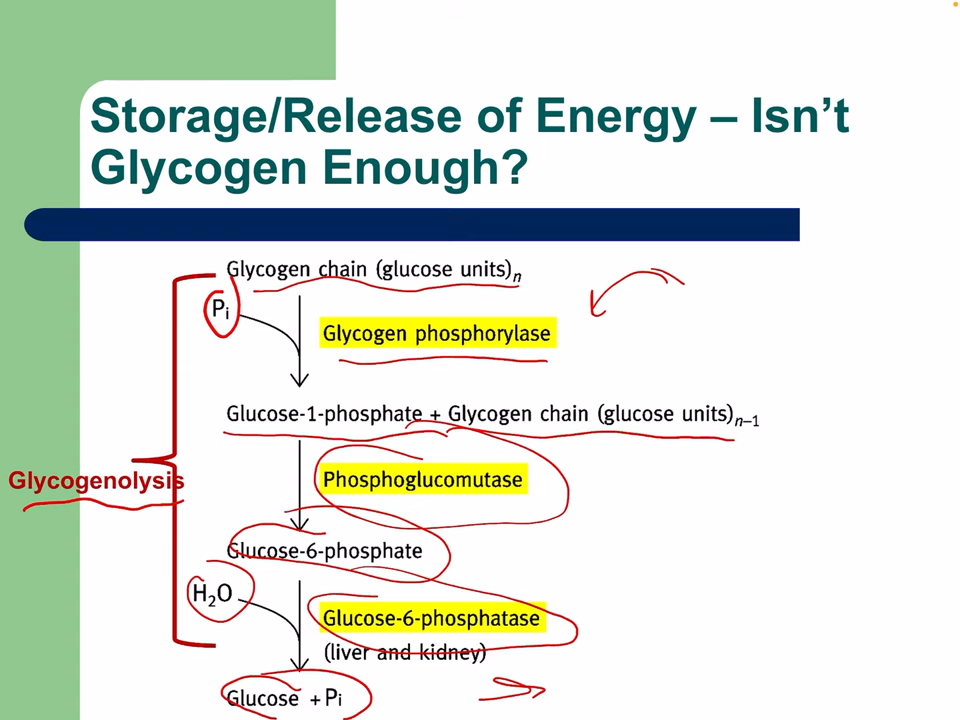 Storage/Release of Energy – Isn’t
Glycogen Enough?
Glycogen chain (glucose units)n
Pi
Glycogen phosphorylase
Glucose-1-phosphate + Glycogen chain (glucose units)n–1
Phosphoglucomutase
Glycogenolysis
Glucose-6-phosphate
H2O
Glucose-6-phosphatase
(liver and kidney)
Glucose + Pi